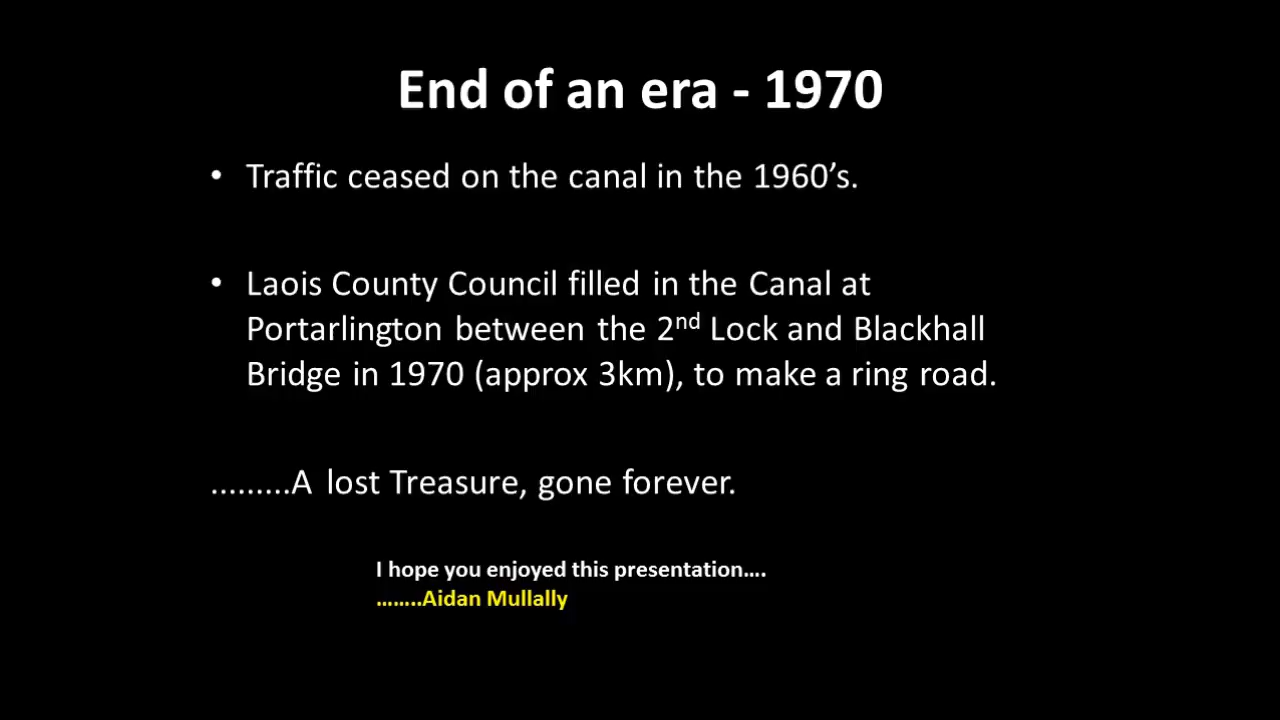 End of an era - 1970
• Traffic ceased on the canal in the 1960’s.
• Laois County Council filled in the Canal at
Portarlington between the 2nd Lock and Blackhall
Bridge in 1970 (approx 3km), to make a ring road.
.........A lost Treasure, gone forever.
I hope you enjoyed this presentation….
……..Aidan Mullally